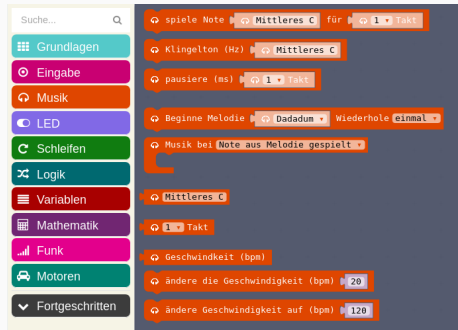 Suche...
Grundlagen
Eingabe
Musik
LED
Schleifen
Logik
Variablen
Mathematik
Funk
Motoren
Fortgeschritten
spiele Note Mittleres C für 1 Takt
Klingelton (Hz) Mittleres C
pausiere (ms) 1 Takt
Beginne Melodie Dadadum Wiederhole einmal
Musik bei Note aus Melodie gespielt
Mittleres C
1 Takt
Geschwindkeit (bpm)
ändere die Geschwindigkeit (bpm) 20
ändere Geschwindigkeit auf (bpm) 120